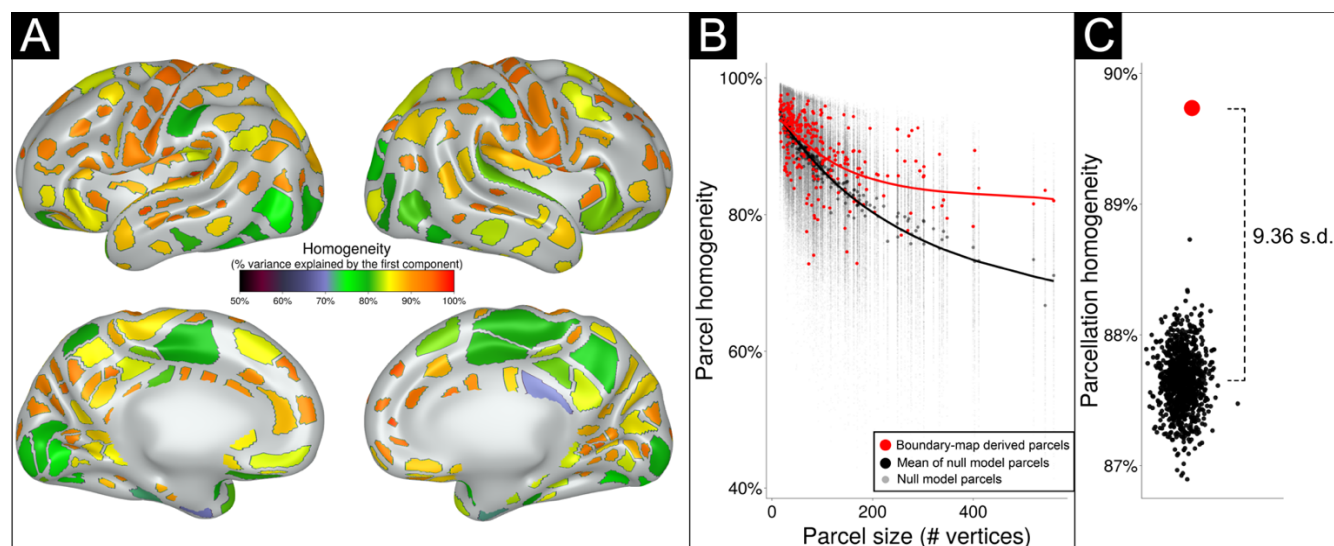 A
Homogeneity
(% variance explained by the first component)
50% 60% 70% 80% 90% 100%
B
Parcel homogeneity
100%
80%
60%
40%
Boundary-map derived parcels
Mean of null model parcels
Null model parcels
0 200 400
Parcel size (# vertices)
C
Parcellation homogeneity
90%
89%
88%
87%
9.36 s.d.